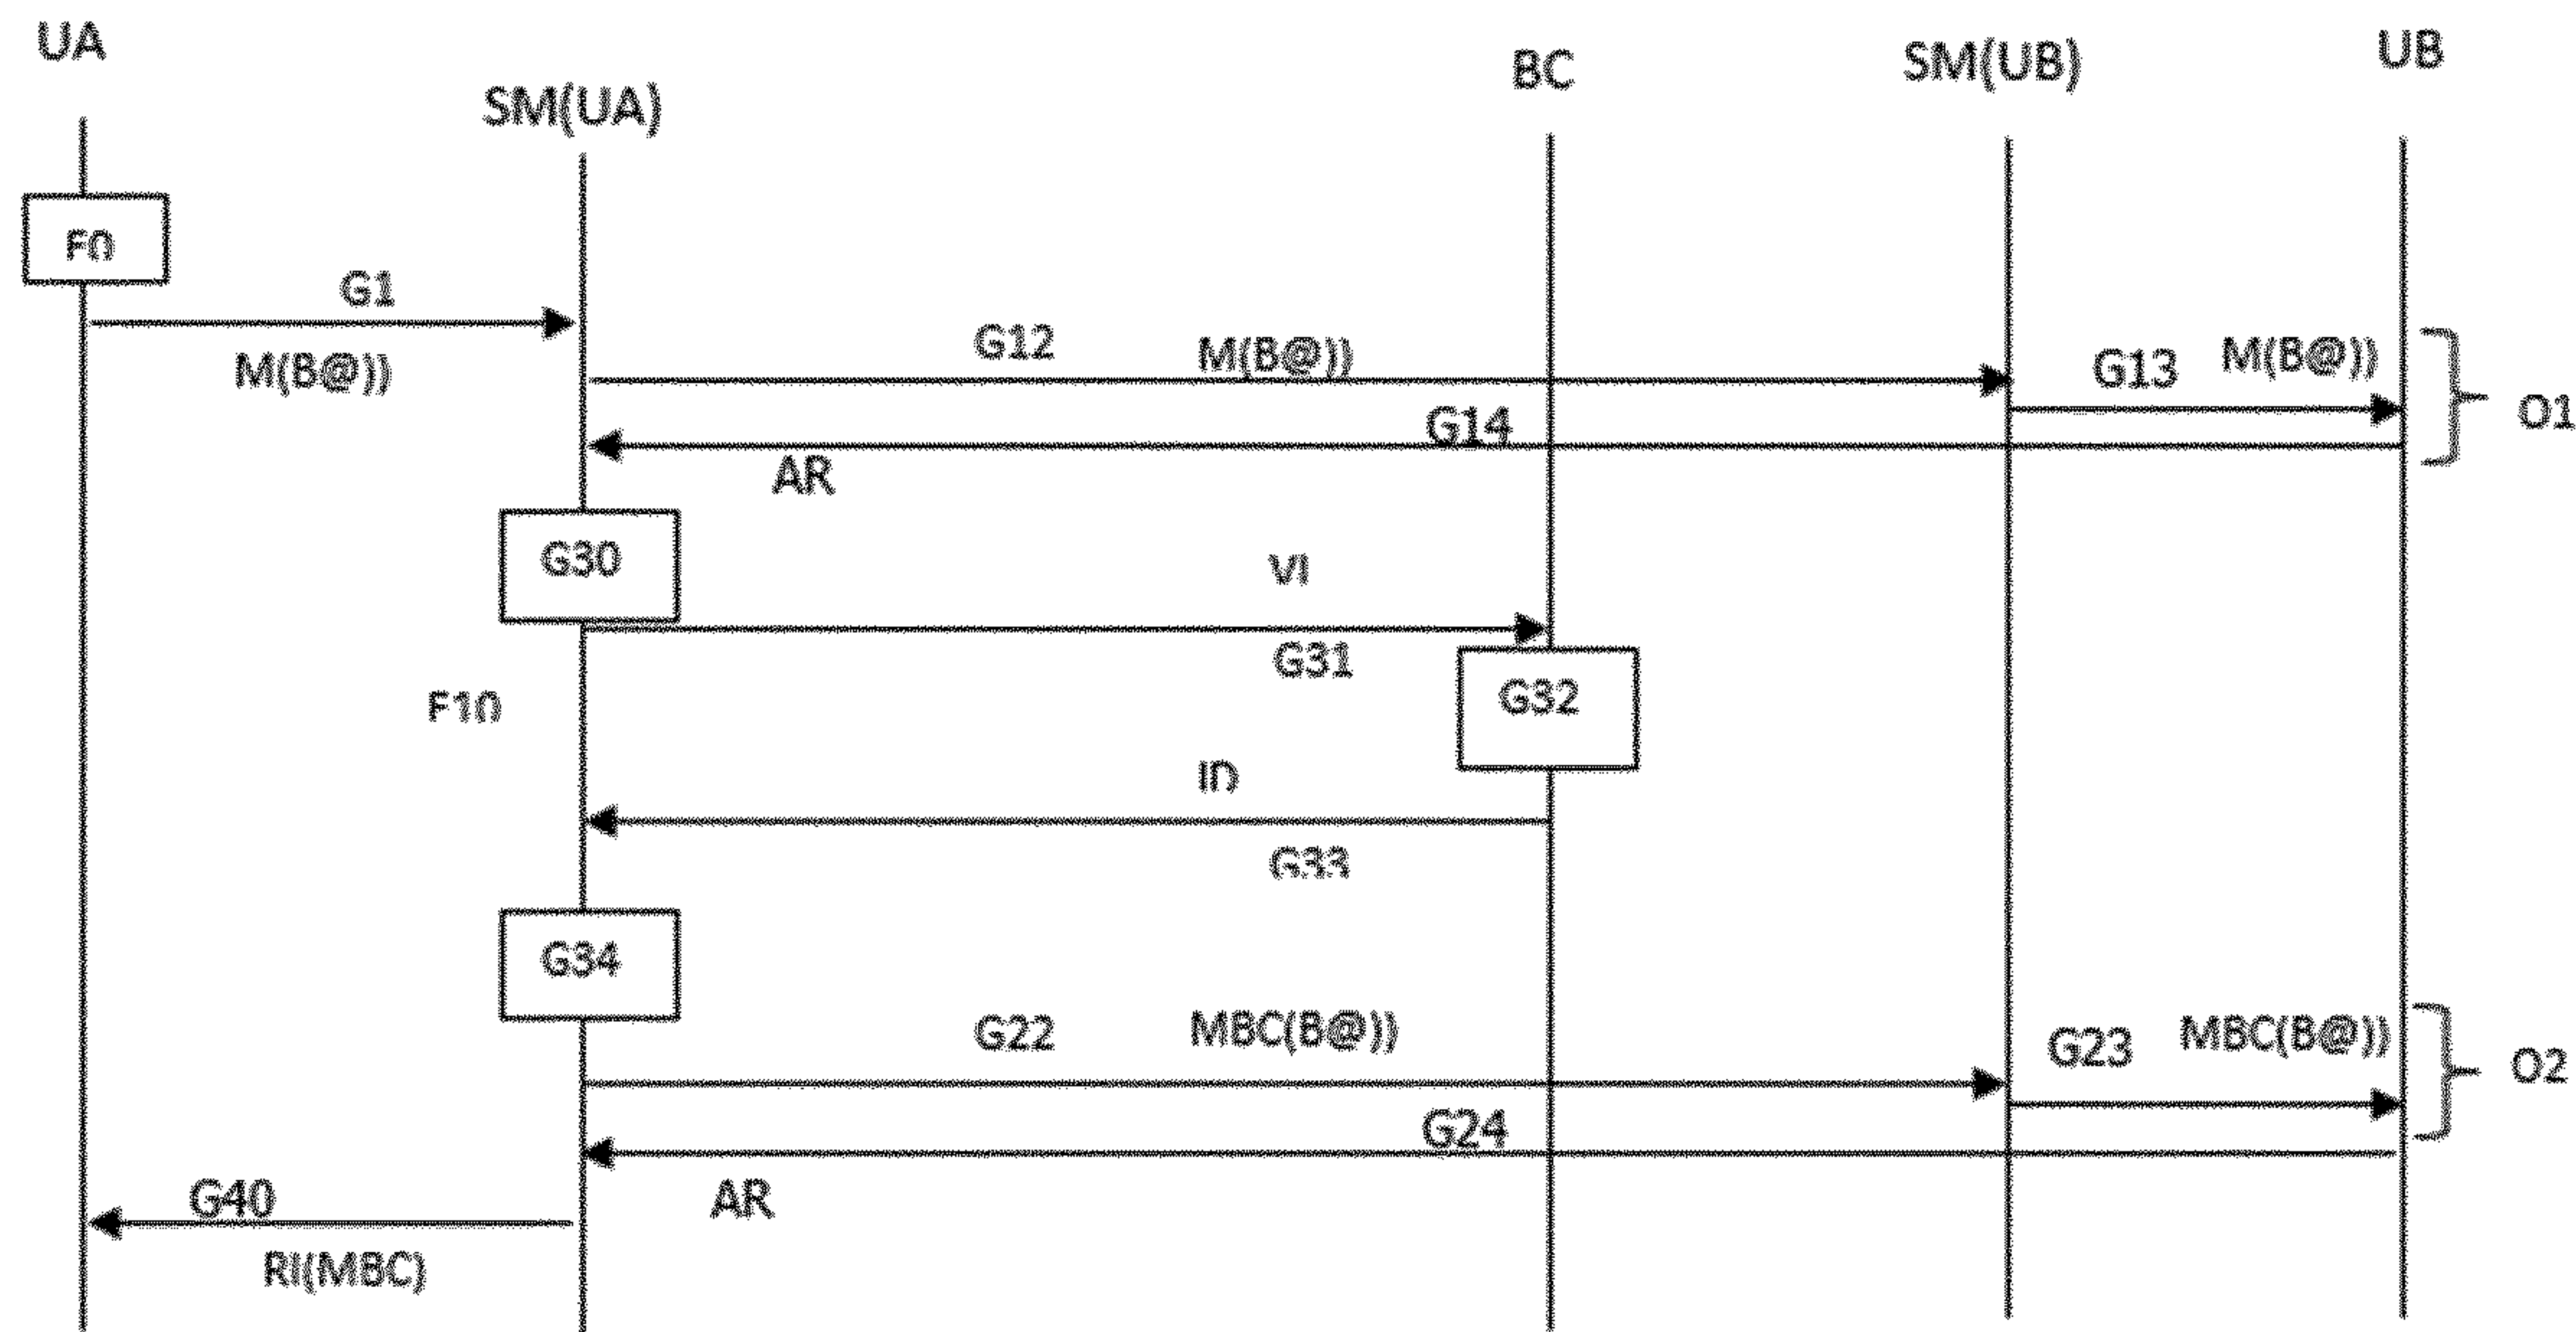 UA
SM(UA)
BC
SM(UB)
UB
F0
G1
M(B@))
G12
M(B@))
G13
M(B@))
O1
G14
AR
G30
VI
G31
G32
F10
ID
G33
G34
G22
MBC(B@))
G23
MBC(B@))
O2
G24
AR
G40
RI(MBC)